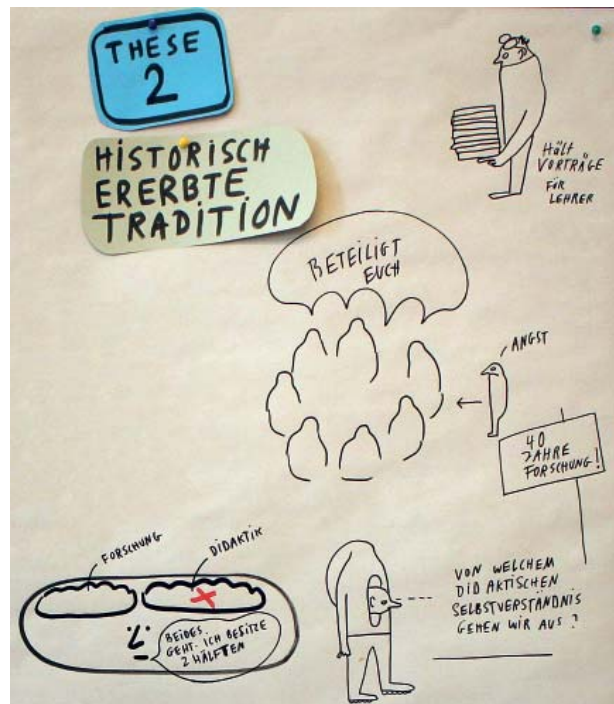 THESE
2
HISTORISCH
ERERBTE
TRADITION
HÄLT
VORTRÄGE
FÜR
LEHRER
BETEILIGT
EUCH
ANGST
40
JAHRE
FORSCHUNG!
FORSCHUNG
DIDAKTIK
BEIDES
GEHT. ICH BESITZE
2 HÄLFTEN
VON WELCHEM
DIDAKTISCHEN
SELBSTVERSTÄNDNIS
GEHEN WIR AUS?